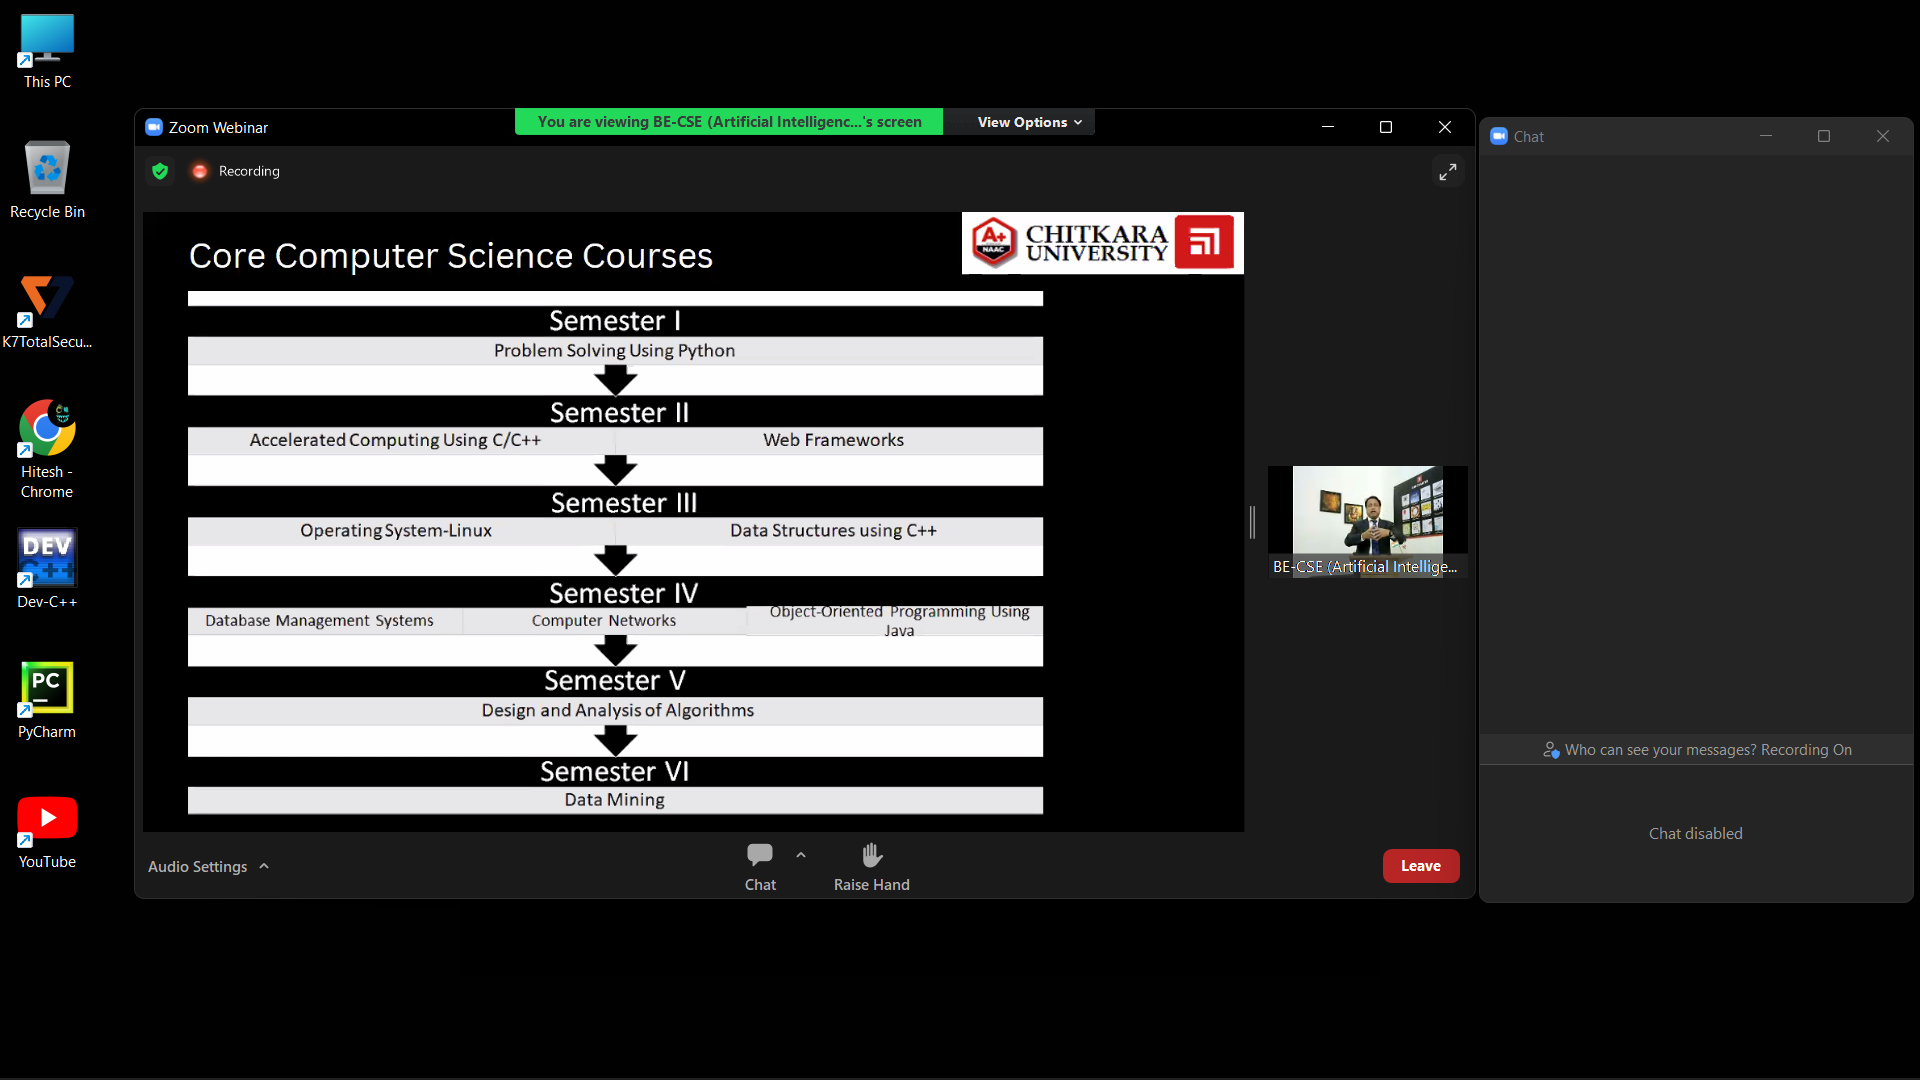 This PC
Recycle Bin
K7TotalSecu...
Hitesh -
Chrome
DEV
C++
Dev-C++
PC
PyCharm
YouTube
Zoom Webinar
You are viewing BE-CSE (Artificial Intelligenc...'s screen
View Options
Recording
Core Computer Science Courses
A+
NAAC
CHITKARA
UNIVERSITY
Semester I
Problem Solving Using Python
Semester II
Accelerated Computing Using C/C++
Web Frameworks
Semester III
Operating System-Linux
Data Structures using C++
Semester IV
Database Management Systems
Computer Networks
Object-Oriented Programming Using
Java
Semester V
Design and Analysis of Algorithms
Semester VI
Data Mining
BE-CSE (Artificial Intellige...
Audio Settings
Chat
Raise Hand
Leave
Chat
Who can see your messages? Recording On
Chat disabled